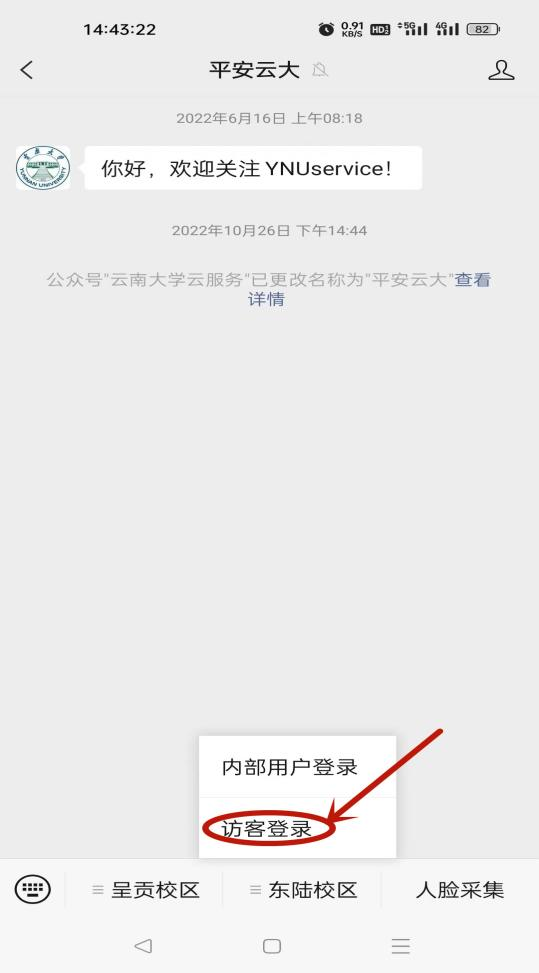 14:43:22 0.91 KB/S HD2 5G 4G 82
平安云大
2022年6月16日 上午08:18
你好，欢迎关注 YNUservice！
2022年10月26日 下午14:44
公众号"云南大学云服务"已更改名称为"平安云大"查看
详情
内部用户登录
访客登录
呈贡校区 东陆校区 人脸采集